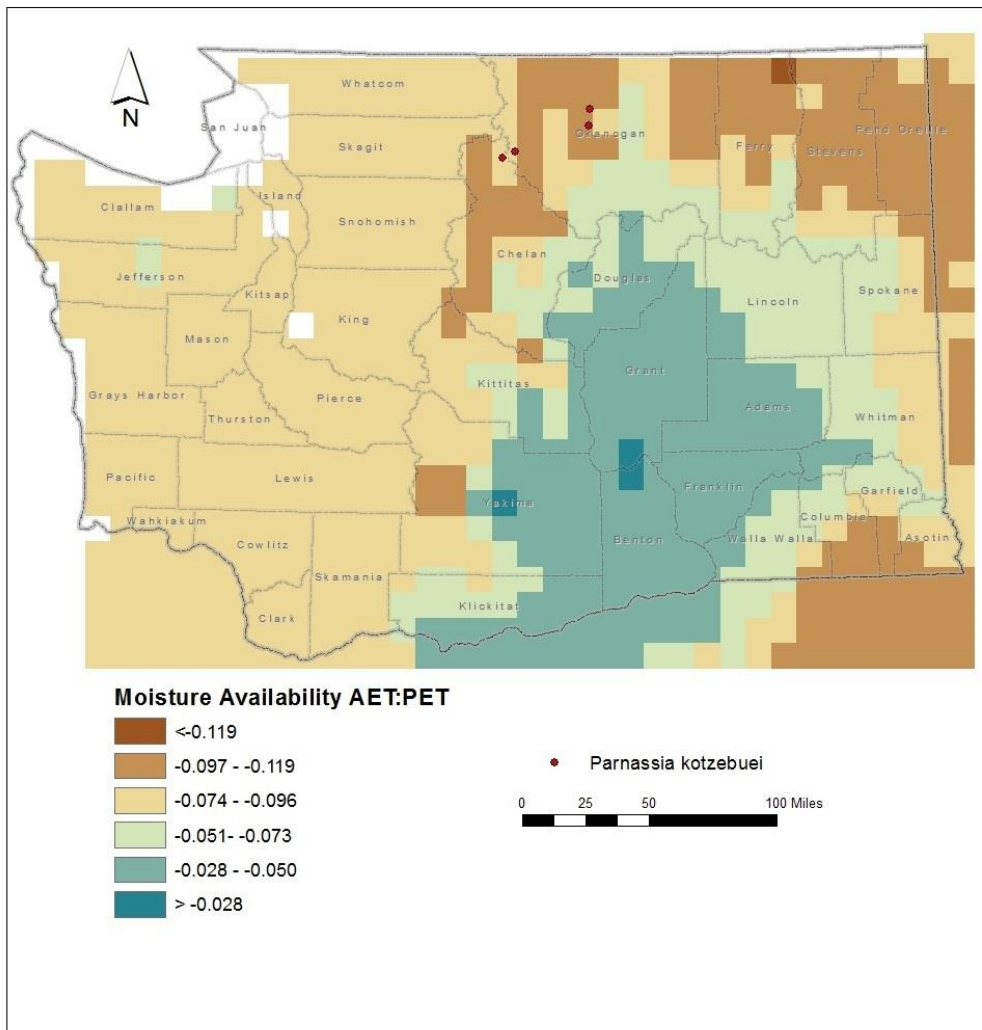 N
Whatcom
San Juan
Okanogan
Pend Oreille
Skagit
Ferry
Stevens
Island
Clallam
Snohomish
Chelan
Jefferson
Douglas
Kitsap
Lincoln
Spokane
King
Mason
Grant
Kittitas
Grays Harbor
Pierce
Adams
Thurston
Whitman
Pacific
Lewis
Franklin
Garfield
Yakima
Columbia
Wahkiakum
Benton
Walla Walla
Asotin
Cowlitz
Skamania
Klickitat
Clark
Moisture Availability AET:PET
<-0.119
-0.097 - -0.119
-0.074 - -0.096
-0.051- -0.073
-0.028 - -0.050
> -0.028
Parnassia kotzebuei
0 25 50 100 Miles